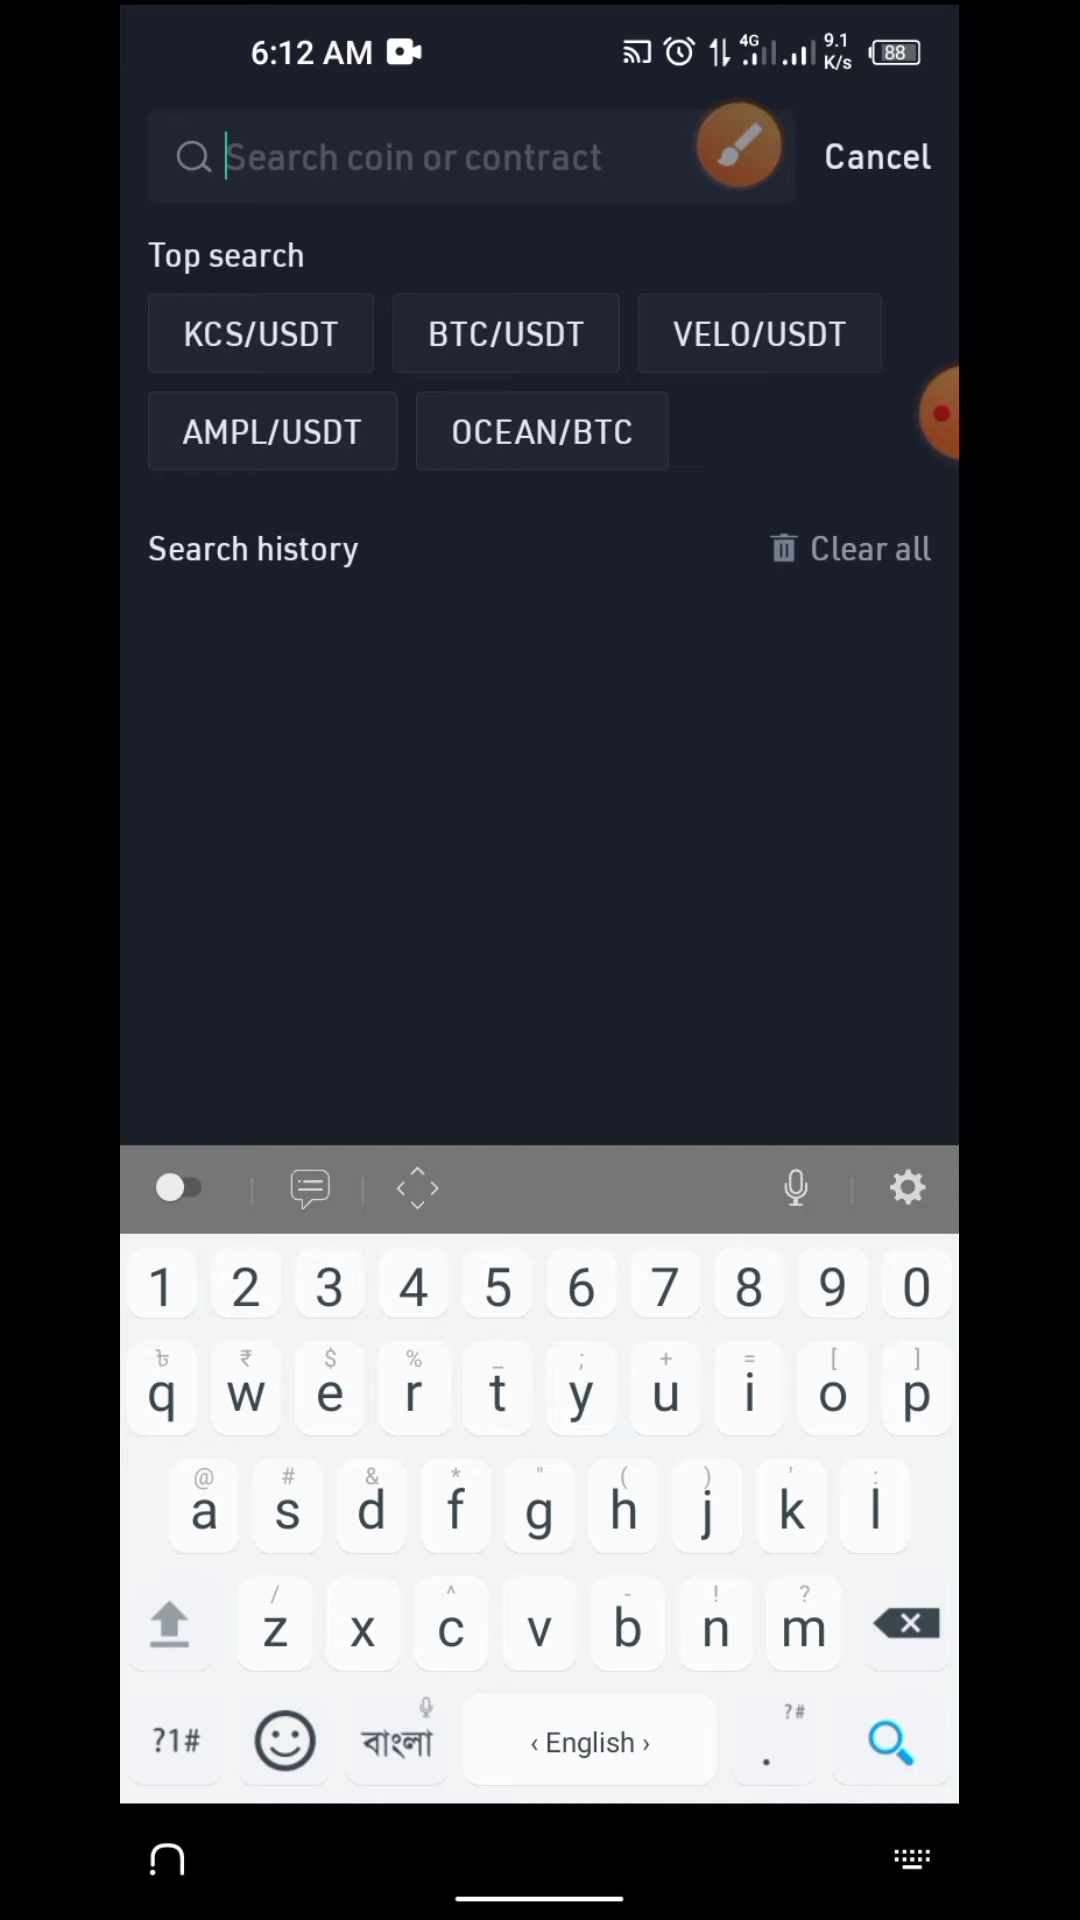 6:12 AM 4G 9.1 K/s 88
Search coin or contract Cancel
Top search
KCS/USDT BTC/USDT VELO/USDT
AMPL/USDT OCEAN/BTC
Search history Clear all
1 2 3 4 5 6 7 8 9 0
৳ ₹ $ % _ ; + = [ ]
q w e r t y u i o p
@ # & * " ( ) ' :
a s d f g h j k l
/ ^ - ! ?
z x c v b n m
?#
?1# বাংলা ‹ English › .